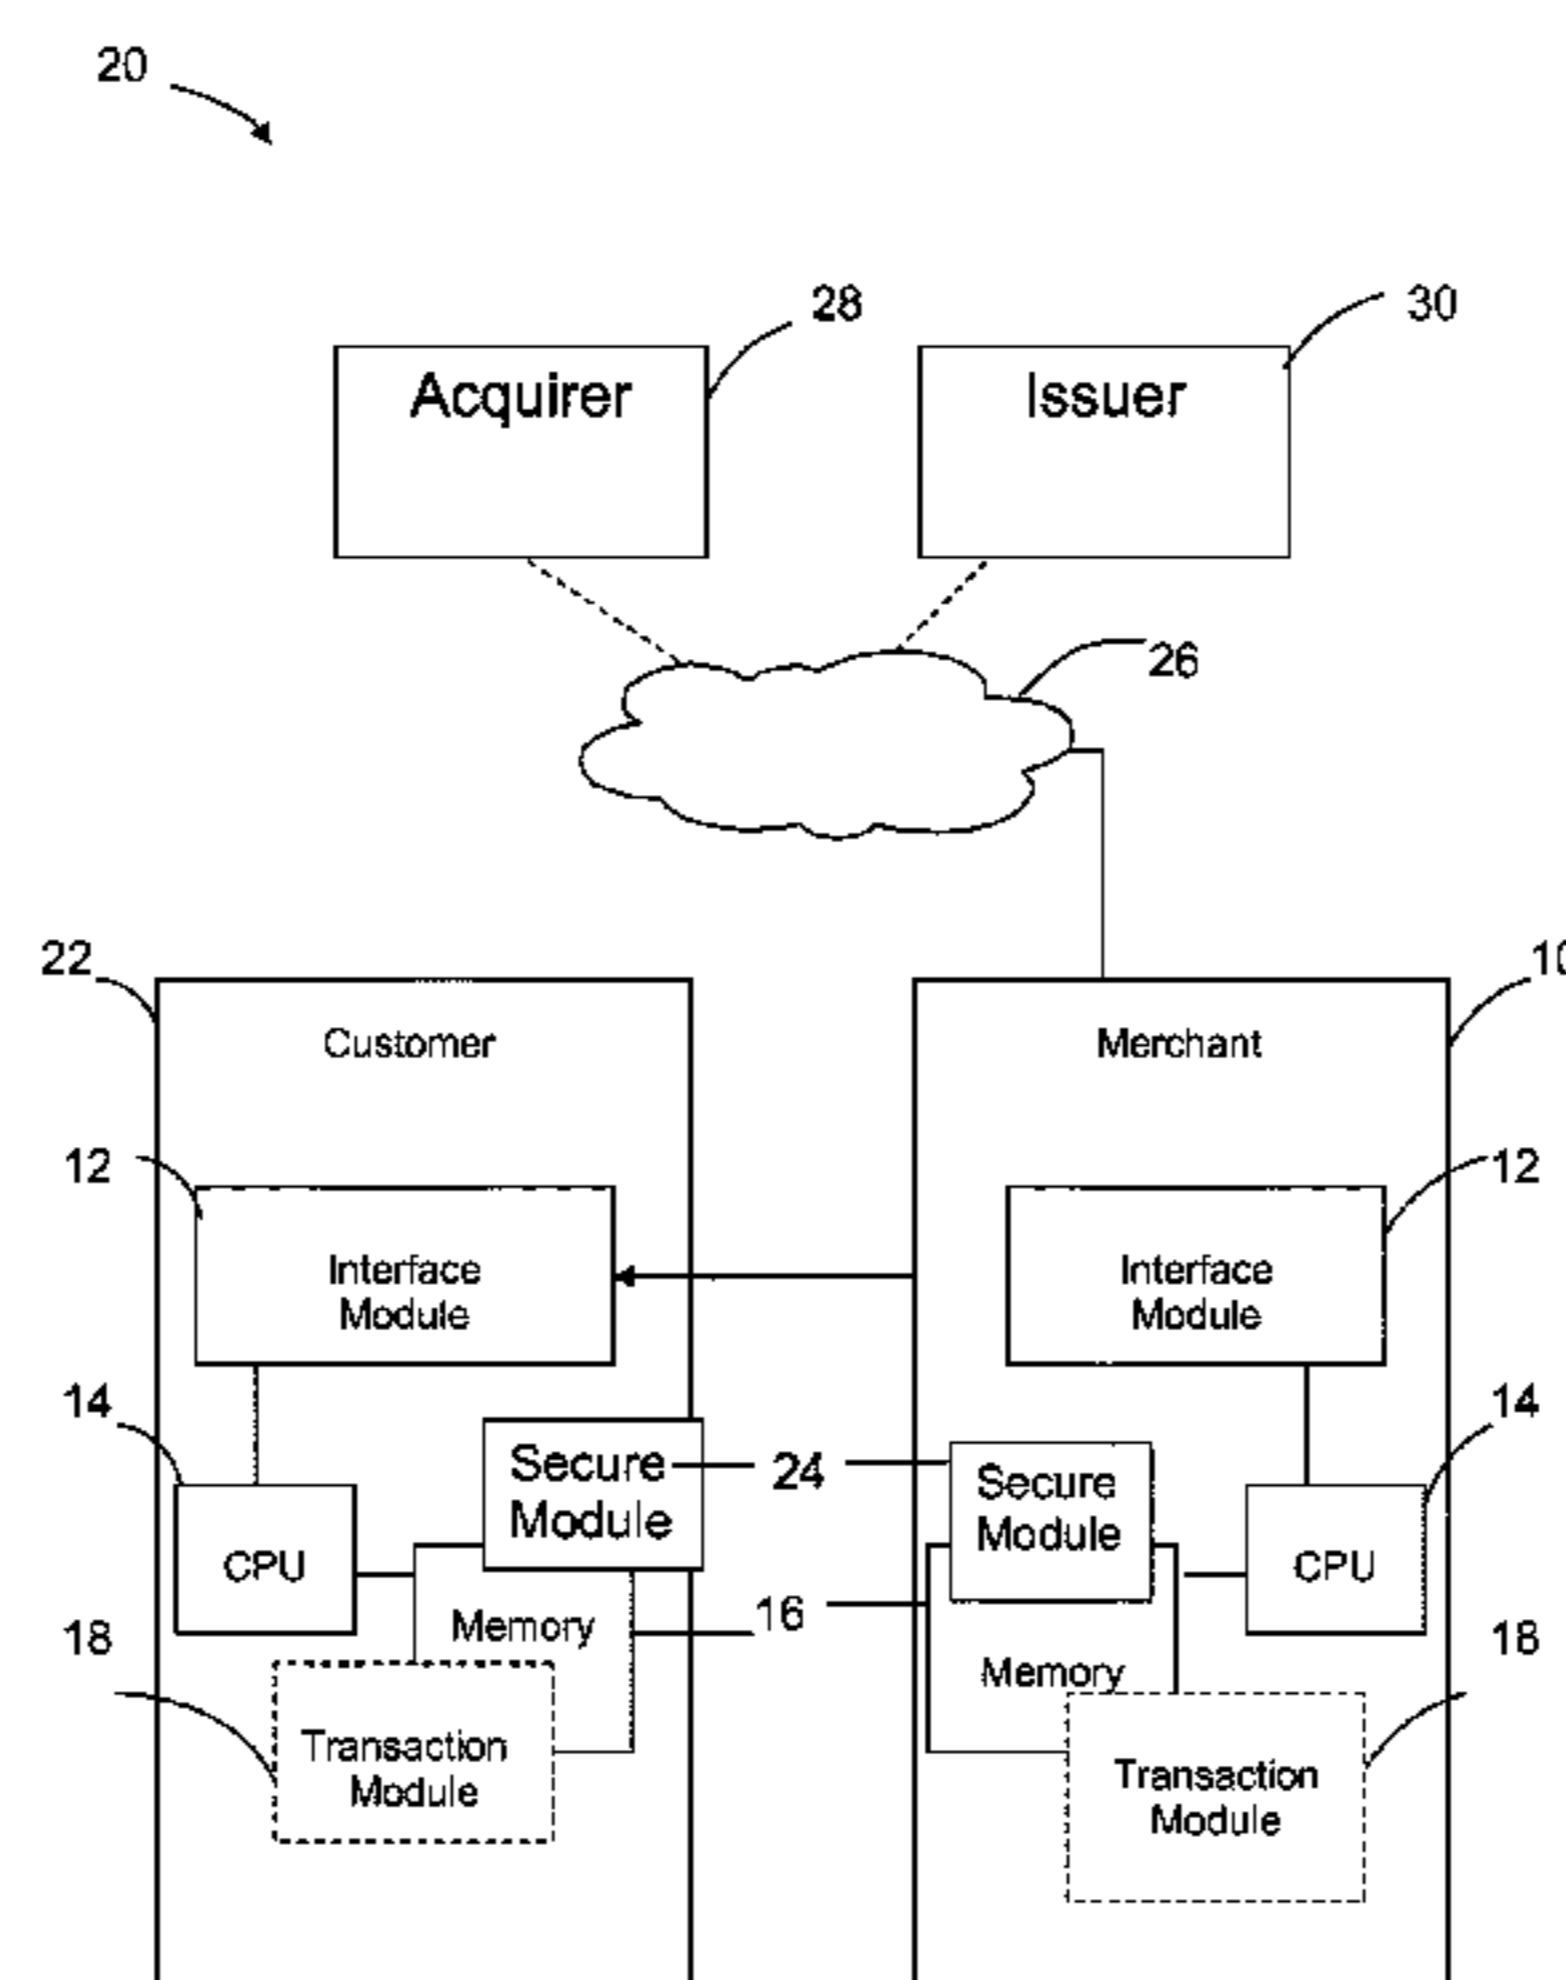 20
28
30
Acquirer
Issuer
26
22
10
Customer
Merchant
12
12
Interface
Module
Interface
Module
14
14
Secure
Module
24
Secure
Module
CPU
CPU
16
Memory
18
18
Memory
Transaction
Module
Transaction
Module